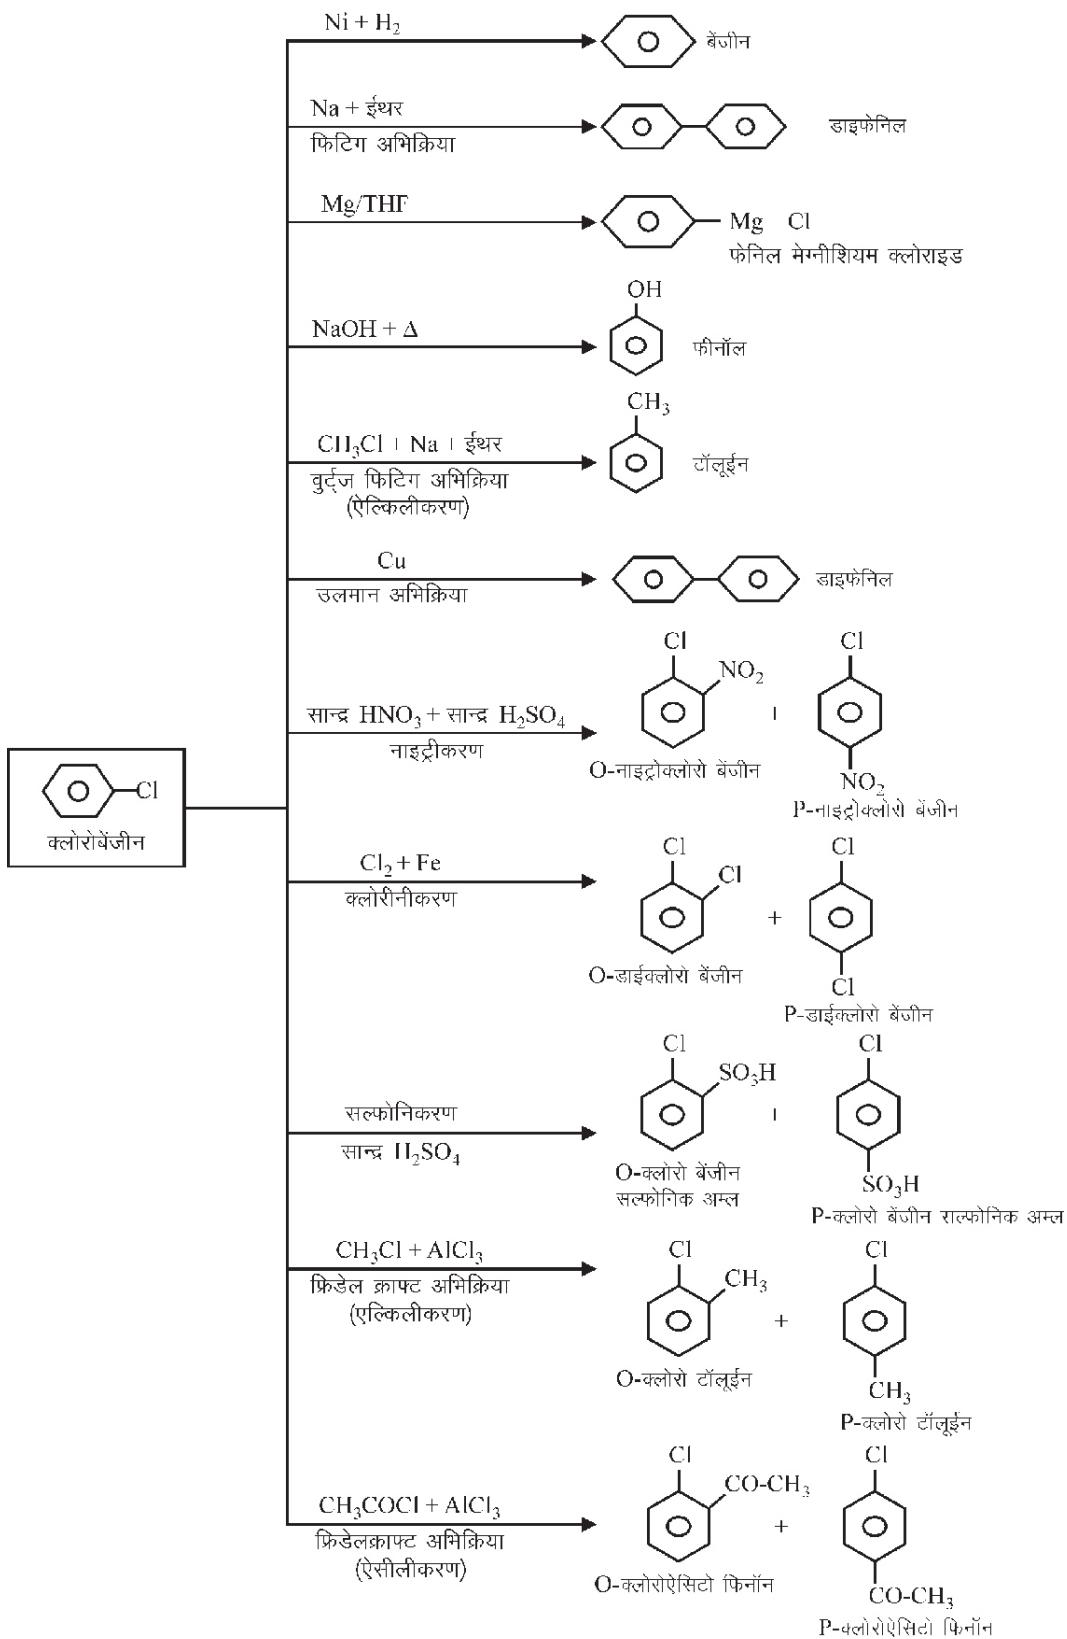 Ni + H₂
बेंजीन
Na + ईथर
फिटिग अभिक्रिया
डाइफेनिल
Mg/THF
Mg Cl
फेनिल मेग्नीशियम क्लोराइड
OH
NaOH + Δ
फीनॉल
CH₃
CH₃Cl + Na + ईथर
वुर्ट्ज फिटिग अभिक्रिया
(ऐल्किलीकरण)
टॉलूईन
Cu
उलमान अभिक्रिया
डाइफेनिल
Cl
NO₂
Cl
सान्द्र HNO₃ + सान्द्र H₂SO₄
नाइट्रीकरण
+
O-नाइट्रोक्लोरो बेंजीन
NO₂
P-नाइट्रोक्लोरो बेंजीन
Cl
क्लोरोबेंजीन
Cl
Cl
Cl
Cl₂ + Fe
क्लोरीनीकरण
+
O-डाईक्लोरो बेंजीन
Cl
P-डाईक्लोरो बेंजीन
Cl
SO₃H
Cl
सल्फोनिकरण
सान्द्र H₂SO₄
+
O-क्लोरो बेंजीन
सल्फोनिक अम्ल
SO₃H
P-क्लोरो बेंजीन सल्फोनिक अम्ल
Cl
CH₃
Cl
CH₃Cl + AlCl₃
फ्रिडेल क्राफ्ट अभिक्रिया
(एल्किलीकरण)
+
O-क्लोरो टॉलूईन
CH₃
P-क्लोरो टॉलूईन
Cl
CO-CH₃
Cl
CH₃COCl + AlCl₃
फ्रिडेलक्राफ्ट अभिक्रिया
(ऐसीलीकरण)
+
O-क्लोरोऐसिटो फिनॉन
CO-CH₃
P-क्लोरोऐसिटो फिनॉन